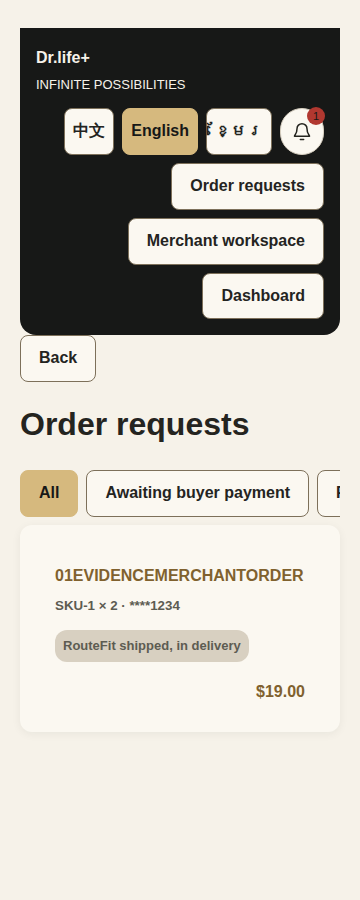 Dr.life+
INFINITE POSSIBILITIES
中文
English
ខ្មែរ
1
Order requests
Merchant workspace
Dashboard
Back
Order requests
All
Awaiting buyer payment
01EVIDENCEMERCHANTORDER
SKU-1 × 2 · ****1234
RouteFit shipped, in delivery
$19.00